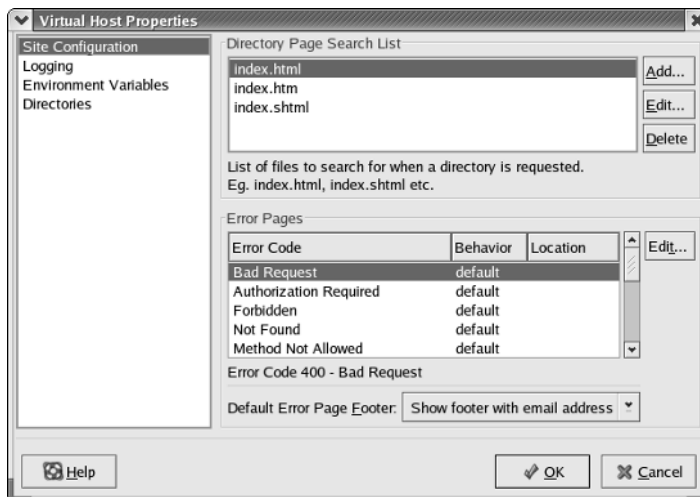 Virtual Host Properties
Site Configuration
Logging
Environment Variables
Directories
Directory Page Search List
index.html
index.htm
index.shtml
Add...
Edit...
Delete
List of files to search for when a directory is requested.
Eg. index.html, index.shtml etc.
Error Pages
Error Code Behavior Location
Bad Request default
Authorization Required default
Forbidden default
Not Found default
Method Not Allowed default
Edit...
Error Code 400 - Bad Request
Default Error Page Footer: Show footer with email address
Help
OK
Cancel